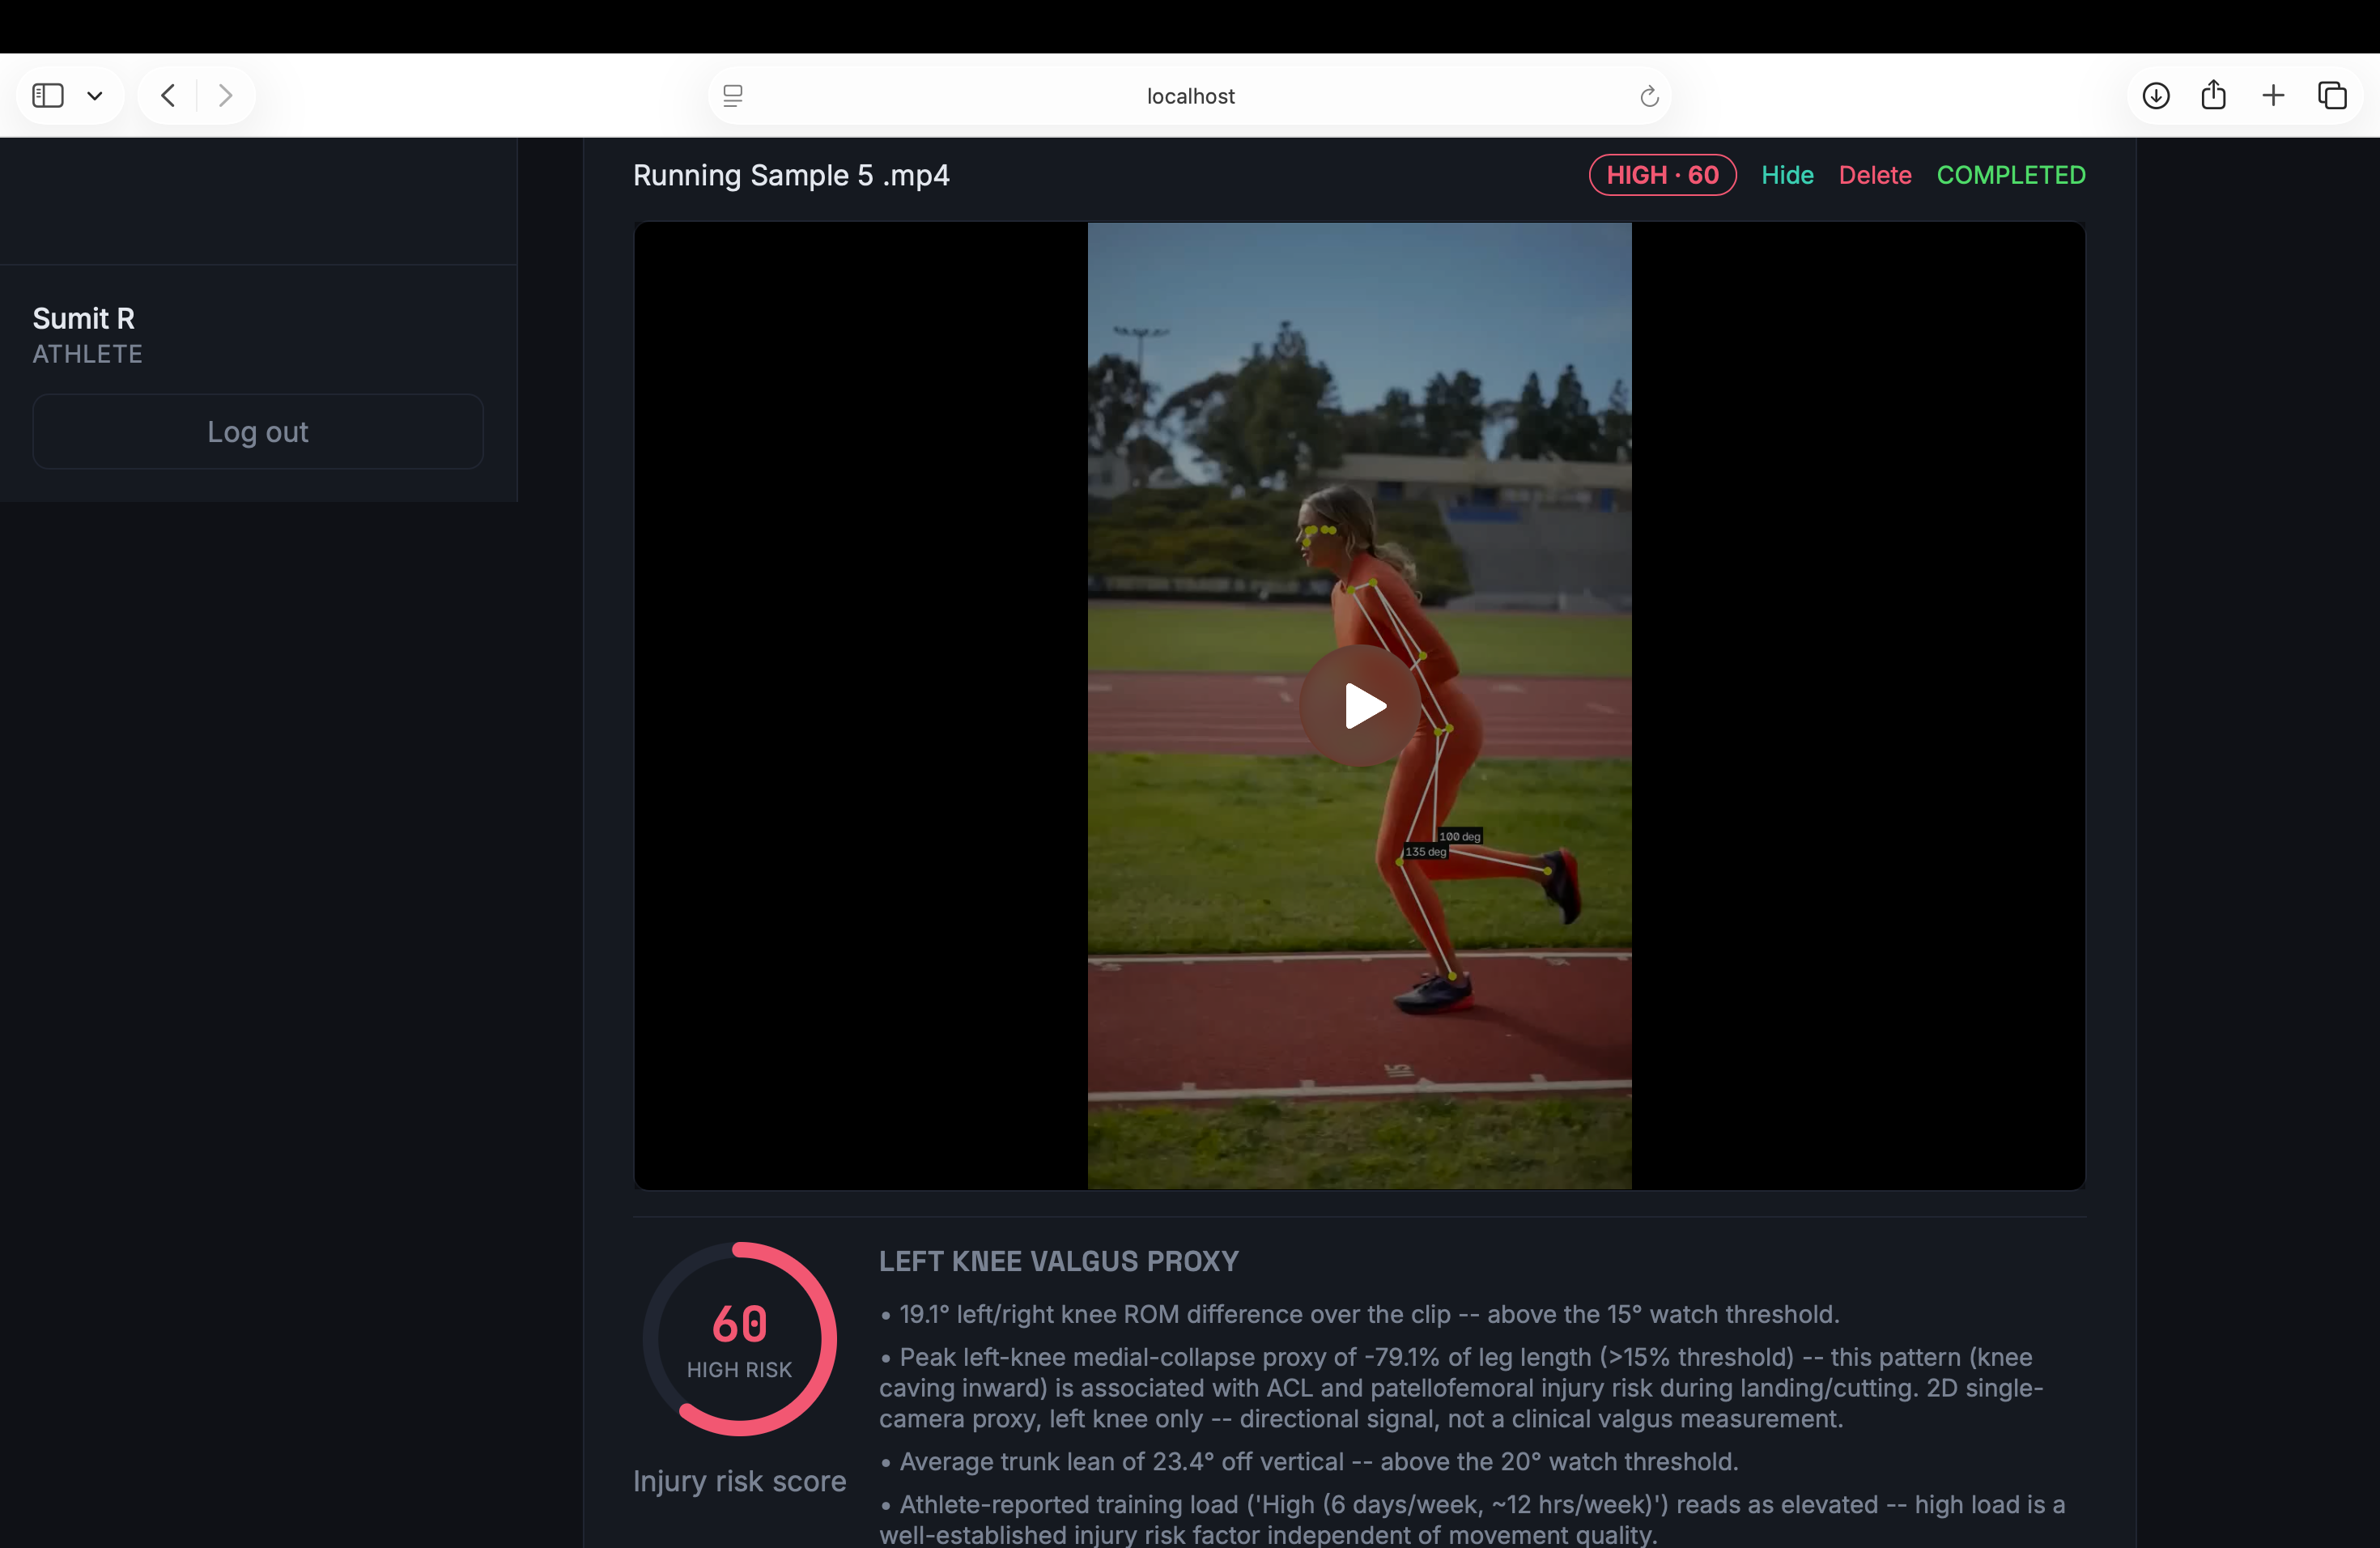 localhost
Running Sample 5 .mp4
HIGH · 60
Hide
Delete
COMPLETED
Sumit R
ATHLETE
Log out
100 deg
135 deg
60
HIGH RISK
Injury risk score
LEFT KNEE VALGUS PROXY
• 19.1° left/right knee ROM difference over the clip -- above the 15° watch threshold.
• Peak left-knee medial-collapse proxy of -79.1% of leg length (>15% threshold) -- this pattern (knee
caving inward) is associated with ACL and patellofemoral injury risk during landing/cutting. 2D single-
camera proxy, left knee only -- directional signal, not a clinical valgus measurement.
• Average trunk lean of 23.4° off vertical -- above the 20° watch threshold.
• Athlete-reported training load ('High (6 days/week, ~12 hrs/week)') reads as elevated -- high load is a
well-established injury risk factor independent of movement quality.